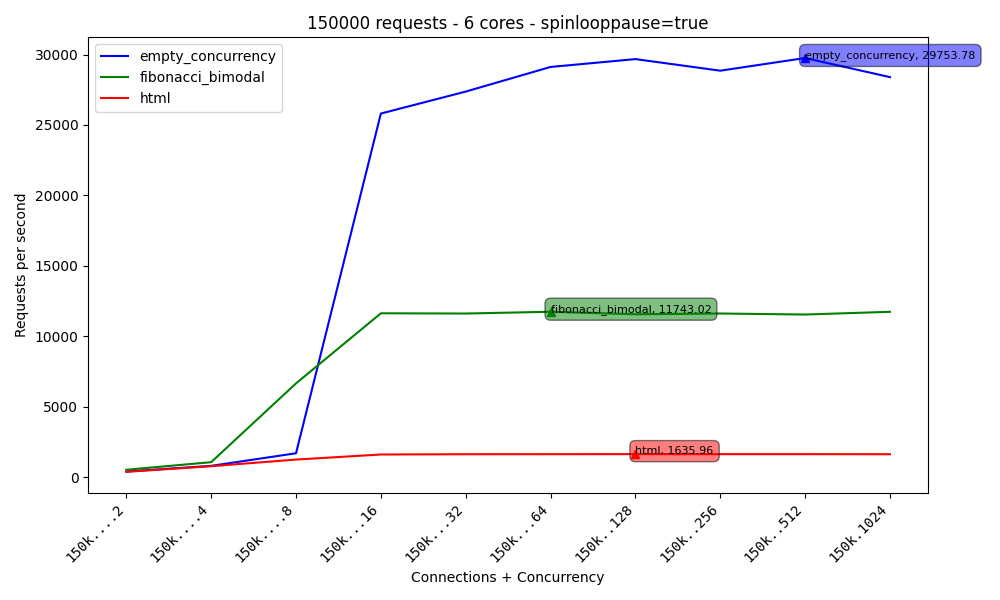 150000 requests - 6 cores - spinlooppause=true
empty_concurrency
fibonacci_bimodal
html
empty_concurrency, 29753.78
fibonacci_bimodal, 11743.02
html, 1635.96
Requests per second
30000
25000
20000
15000
10000
5000
0
150k....2
150k....4
150k....8
150k...16
150k...32
150k...64
150k..128
150k..256
150k..512
150k.1024
Connections + Concurrency